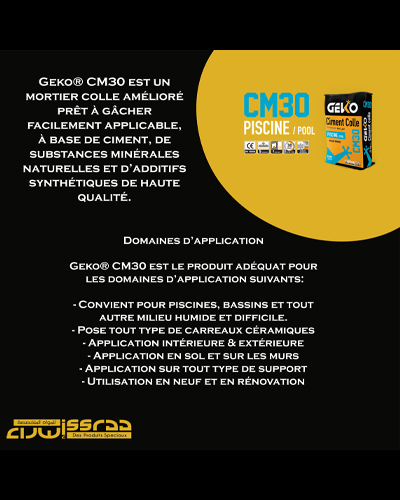 Geko® CM30 est un
mortier colle amélioré
prêt à gâcher
facilement applicable,
à base de ciment, de
substances minérales
naturelles et d'additifs
synthétiques de haute
qualité.
CM30
PISCINE / POOL
GEKO
Ciment Colle
PISCINE
CM30
Domaines d'application
Geko® CM30 est le produit adéquat pour
les domaines d'application suivants:
- Convient pour piscines, bassins et tout
autre milieu humide et difficile.
- Pose tout type de carreaux céramiques
- Application intérieure & extérieure
- Application en sol et sur les murs
- Application sur tout type de support
- Utilisation en neuf et en rénovation
للمواد المتخصصة
Des Produits Speciaux